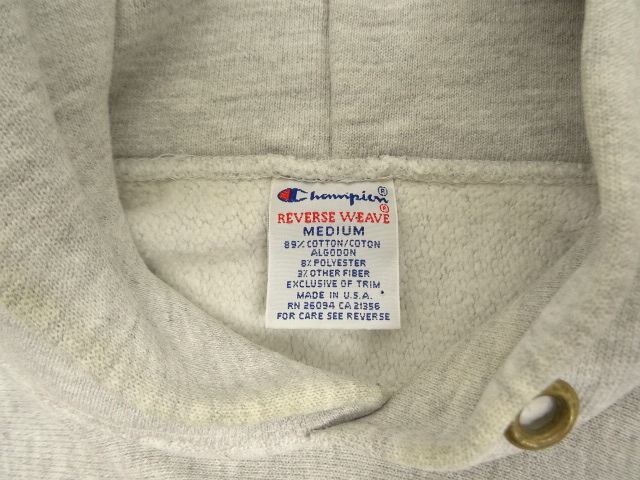 Champion®
REVERSE WEAVE®
MEDIUM
89% COTTON/COTON
ALGODON
8% POLYESTER
3% OTHER FIBER
EXCLUSIVE OF TRIM
MADE IN U.S.A.
RN 26094 CA 21356
FOR CARE SEE REVERSE